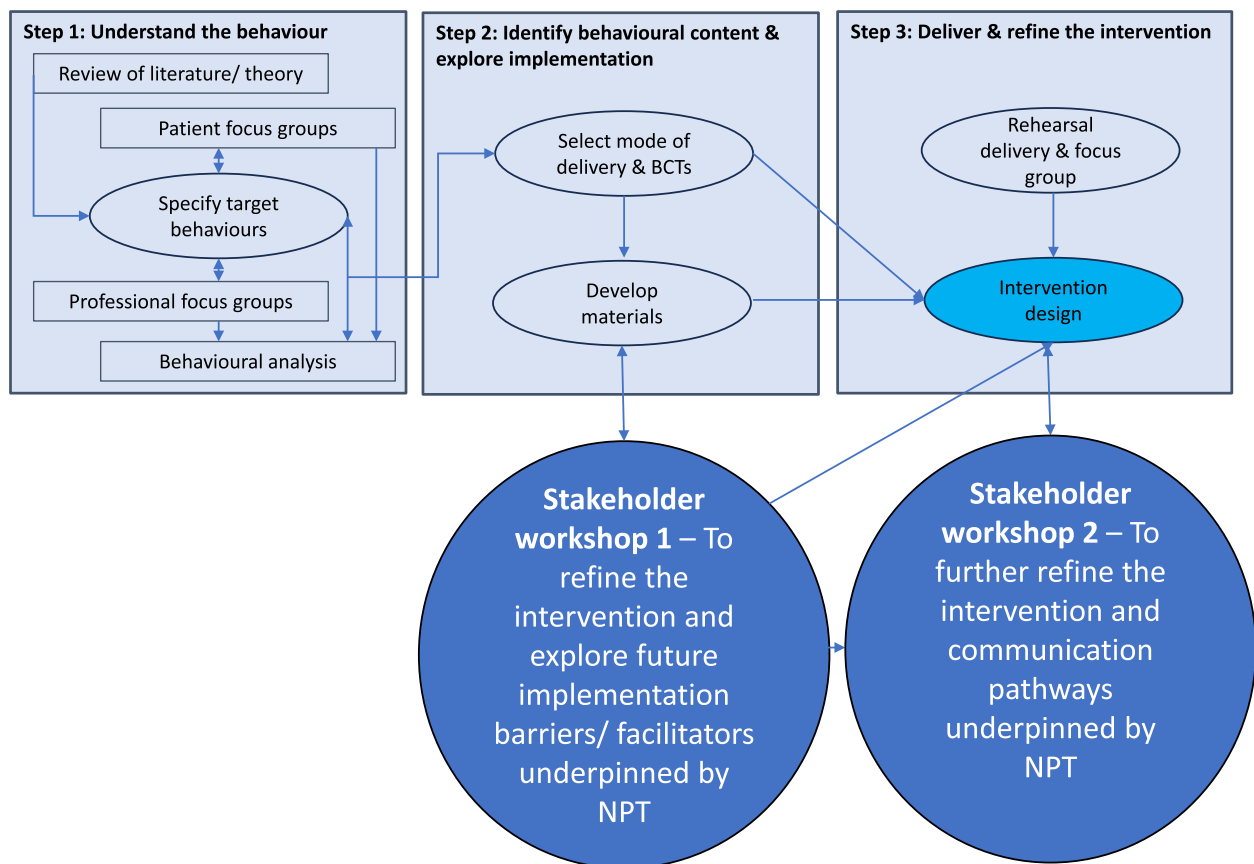 Step 1: Understand the behaviour
Review of literature/ theory
Patient focus groups
Specify target
behaviours
Professional focus groups
Behavioural analysis
Step 2: Identify behavioural content &
explore implementation
Select mode of
delivery & BCTs
Develop
materials
Step 3: Deliver & refine the intervention
Rehearsal
delivery & focus
group
Intervention
design
Stakeholder
workshop 1 – To
refine the
intervention and
explore future
implementation
barriers/ facilitators
underpinned by
NPT
Stakeholder
workshop 2 – To
further refine the
intervention and
communication
pathways
underpinned by
NPT